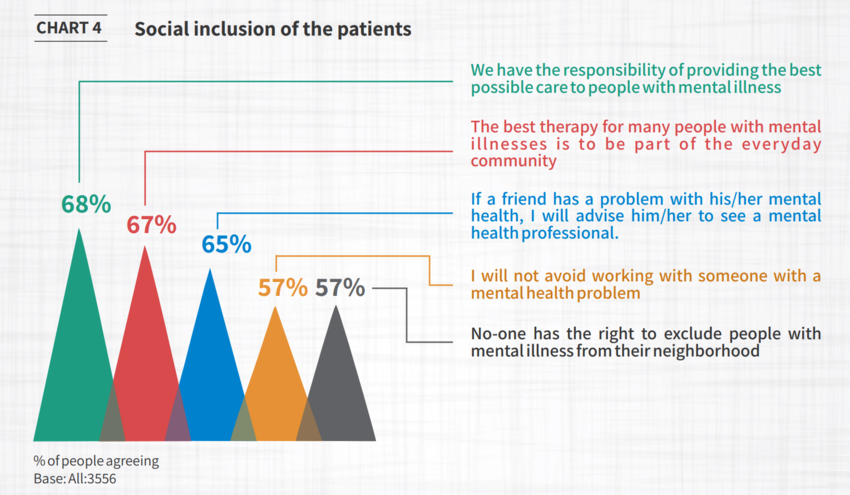 CHART 4
Social inclusion of the patients
We have the responsibility of providing the best
possible care to people with mental illness
The best therapy for many people with mental
illnesses is to be part of the everyday
community
68%
67%
If a friend has a problem with his/her mental
health, I will advise him/her to see a mental
health professional.
65%
57%
57%
I will not avoid working with someone with a
mental health problem
No-one has the right to exclude people with
mental illness from their neighborhood
% of people agreeing
Base: All:3556